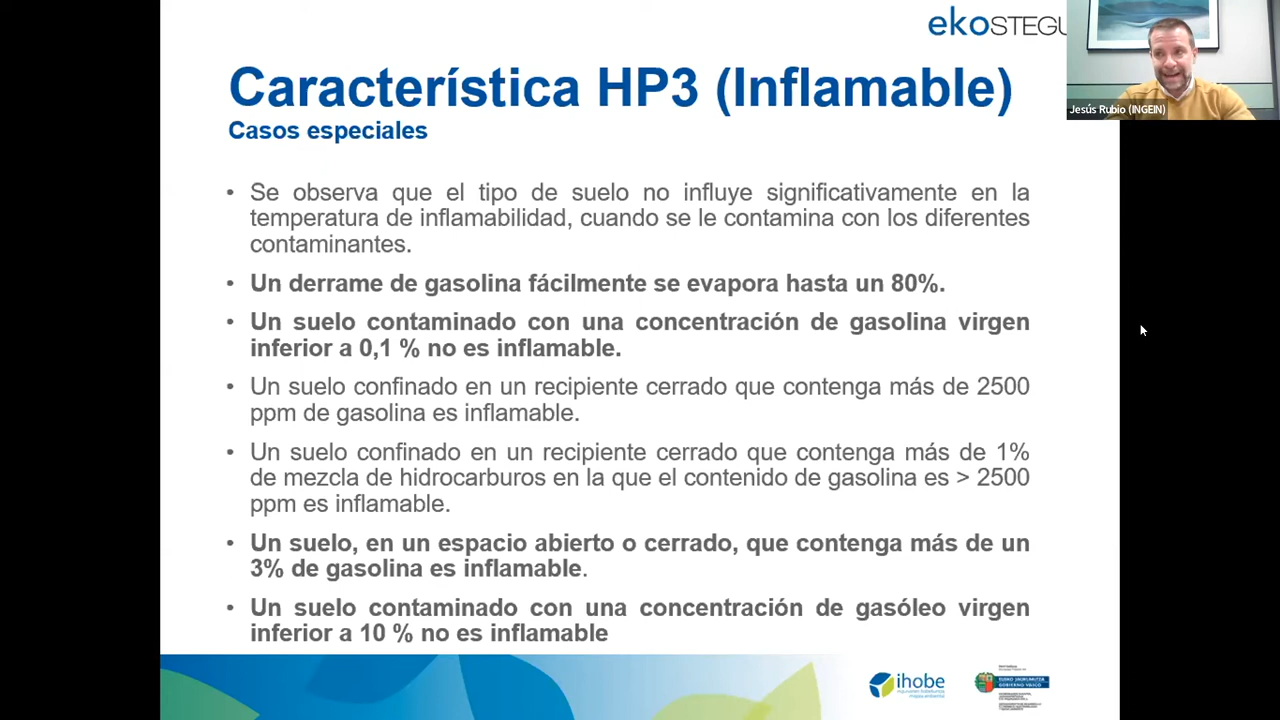 ekoSTEGU
Característica HP3 (Inflamable)
Casos especiales
Jesús Rubio (INGEIN)
• Se observa que el tipo de suelo no influye significativamente en la
temperatura de inflamabilidad, cuando se le contamina con los diferentes
contaminantes.
• Un derrame de gasolina fácilmente se evapora hasta un 80%.
• Un suelo contaminado con una concentración de gasolina virgen
inferior a 0,1 % no es inflamable.
• Un suelo confinado en un recipiente cerrado que contenga más de 2500
ppm de gasolina es inflamable.
• Un suelo confinado en un recipiente cerrado que contenga más de 1%
de mezcla de hidrocarburos en la que el contenido de gasolina es > 2500
ppm es inflamable.
• Un suelo, en un espacio abierto o cerrado, que contenga más de un
3% de gasolina es inflamable.
• Un suelo contaminado con una concentración de gasóleo virgen
inferior a 10 % no es inflamable
ihobe
EUSKO JAURLARITZA
GOBIERNO VASCO